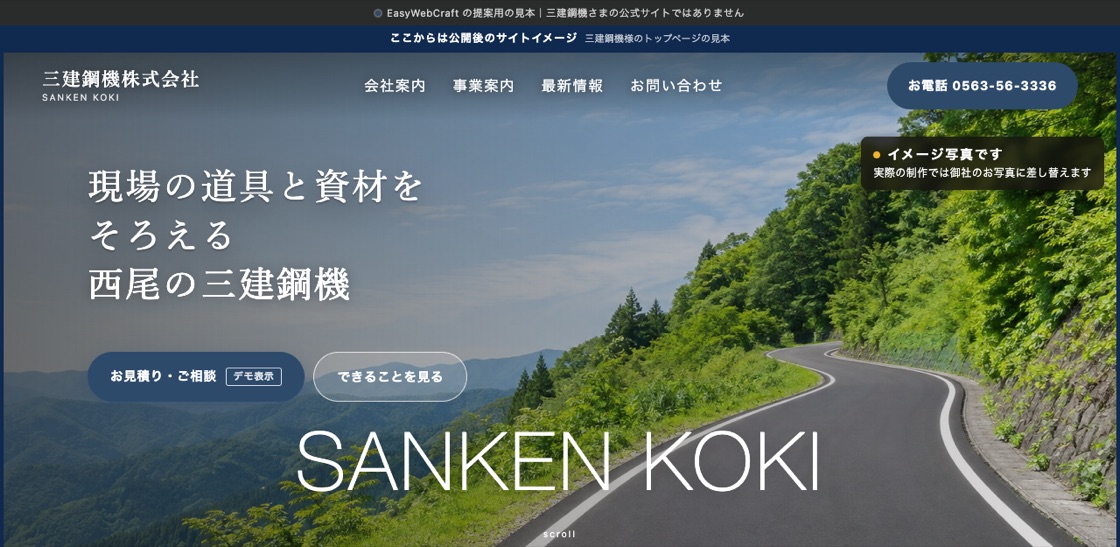 EasyWebCraft の提案用の見本｜三建鋼機さまの公式サイトではありません
ここからは公開後のサイトイメージ 三建鋼機様のトップページの見本
三建鋼機株式会社
SANKEN KOKI
会社案内 事業案内 最新情報 お問い合わせ
お電話 0563-56-3336
イメージ写真です
実際の制作では御社のお写真に差し替えます
現場の道具と資材を
そろえる
西尾の三建鋼機
お見積り・ご相談 デモ表示
できることを見る
SANKEN KOKI
scroll